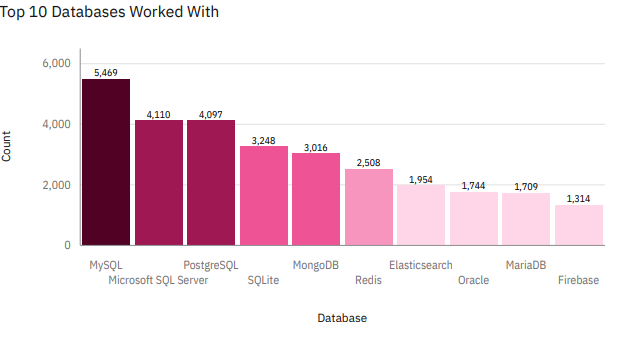 Top 10 Databases Worked With
Count
6,000
4,000
2,000
0
5,469
4,110
4,097
3,248
3,016
2,508
1,954
1,744
1,709
1,314
MySQL
Microsoft SQL Server
PostgreSQL
SQLite
MongoDB
Redis
Elasticsearch
Oracle
MariaDB
Firebase
Database